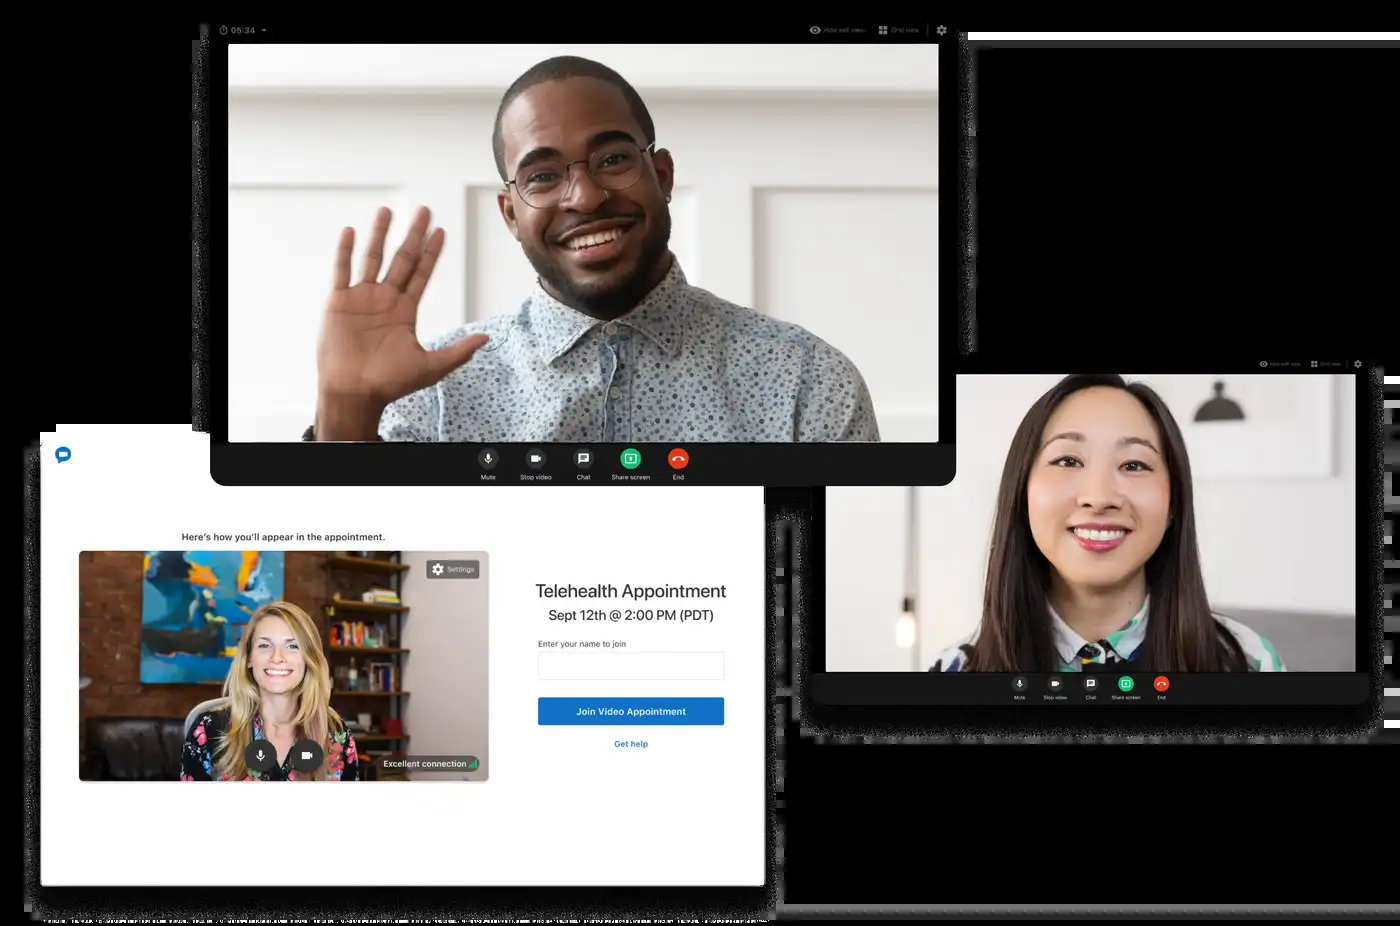 05:34
Hide self view
Grid view
Mute
Stop video
Chat
Share screen
End
Hide self view
Grid view
Mute
Stop video
Chat
Share screen
End
Here's how you'll appear in the appointment.
Settings
Excellent connection
Telehealth Appointment
Sept 12th @ 2:00 PM (PDT)
Enter your name to join
Join Video Appointment
Get help